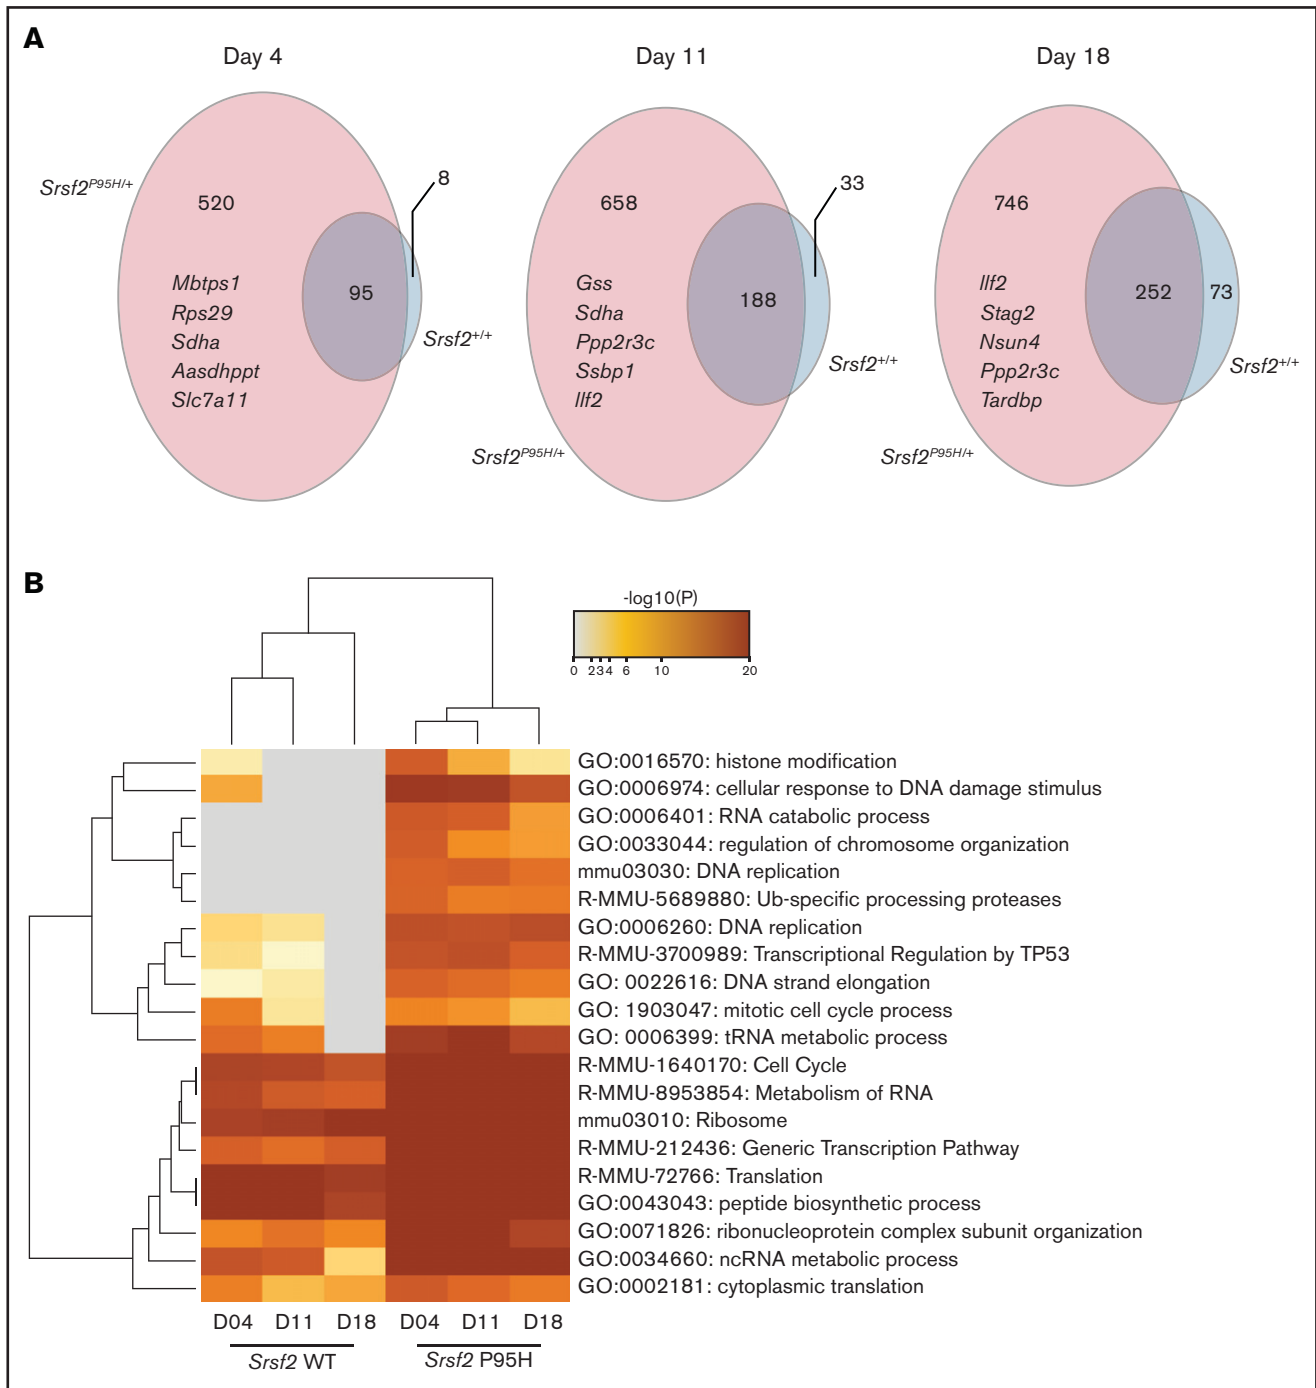 A
Day 4
Day 11
Day 18
Srsf2P95H/+
520
8
95
Mbtps1
Rps29
Sdha
Aasdhppt
Slc7a11
Srsf2+/+
658
33
188
Gss
Sdha
Ppp2r3c
Ssbp1
Ilf2
Srsf2+/+
Srsf2P95H/+
746
252
73
Ilf2
Stag2
Nsun4
Ppp2r3c
Tardbp
Srsf2+/+
Srsf2P95H/+
B
-log10(P)
0 2 3 4 6 10 20
GO:0016570: histone modification
GO:0006974: cellular response to DNA damage stimulus
GO:0006401: RNA catabolic process
GO:0033044: regulation of chromosome organization
mmu03030: DNA replication
R-MMU-5689880: Ub-specific processing proteases
GO:0006260: DNA replication
R-MMU-3700989: Transcriptional Regulation by TP53
GO: 0022616: DNA strand elongation
GO: 1903047: mitotic cell cycle process
GO: 0006399: tRNA metabolic process
R-MMU-1640170: Cell Cycle
R-MMU-8953854: Metabolism of RNA
mmu03010: Ribosome
R-MMU-212436: Generic Transcription Pathway
R-MMU-72766: Translation
GO:0043043: peptide biosynthetic process
GO:0071826: ribonucleoprotein complex subunit organization
GO:0034660: ncRNA metabolic process
GO:0002181: cytoplasmic translation
D04 D11 D18 D04 D11 D18
Srsf2 WT
Srsf2 P95H